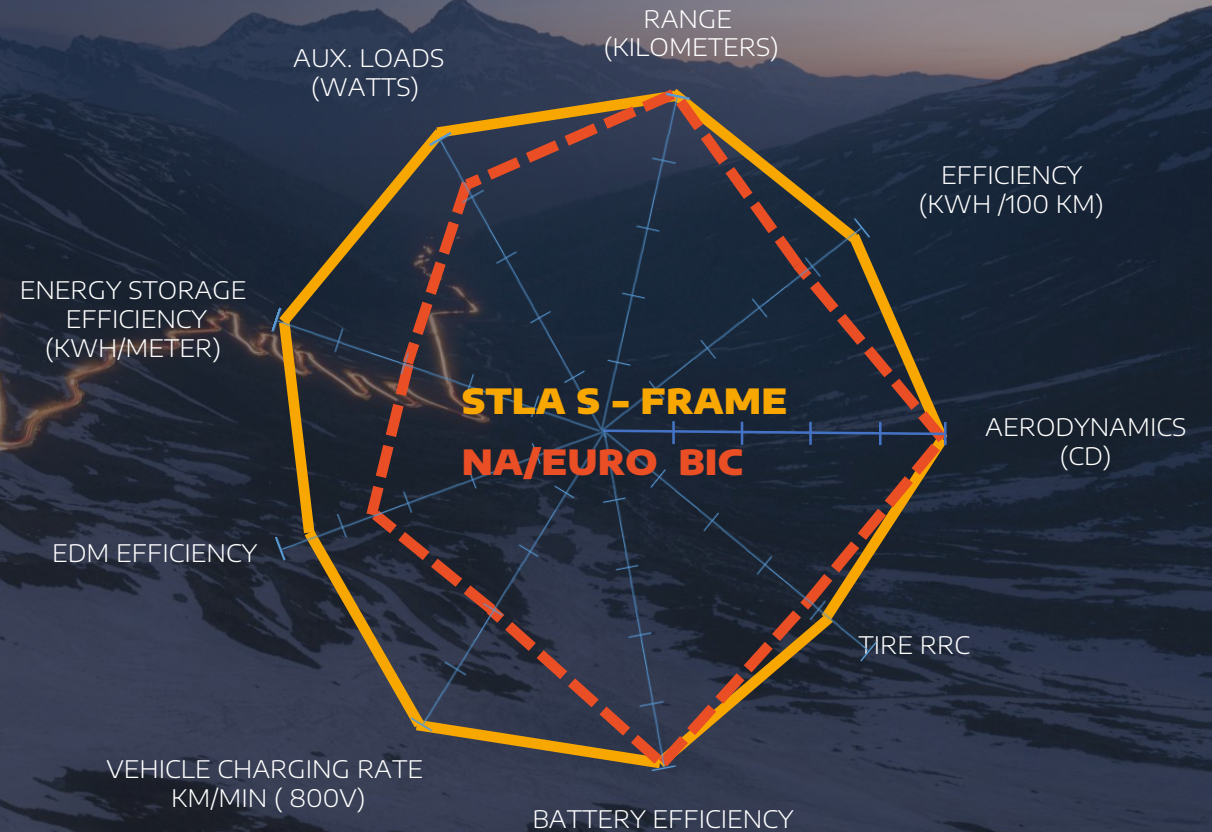 RANGE
(KILOMETERS)
AUX. LOADS
(WATTS)
EFFICIENCY
(KWH /100 KM)
ENERGY STORAGE
EFFICIENCY
(KWH/METER)
STLA S – FRAME
NA/EURO  BIC
AERODYNAMICS
(CD)
EDM EFFICIENCY
TIRE RRC
VEHICLE CHARGING RATE
KM/MIN ( 800V)
BATTERY EFFICIENCY